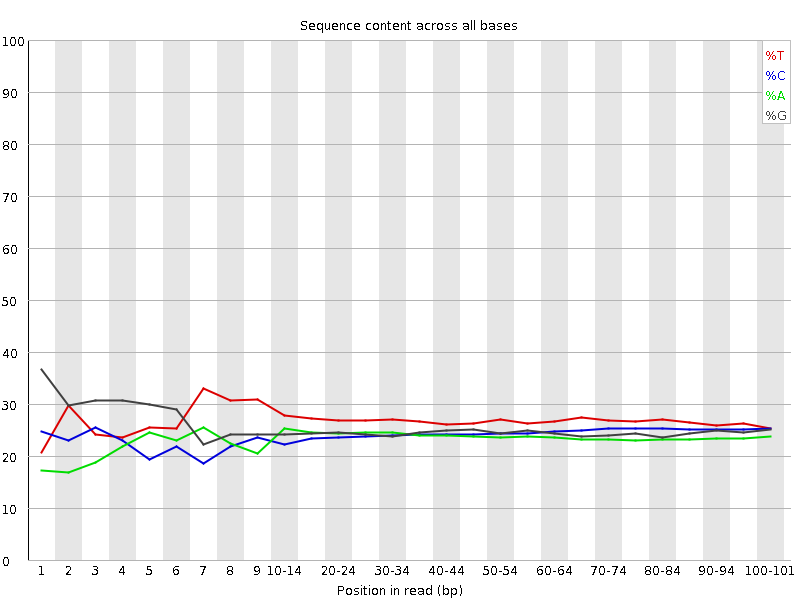 Sequence content across all bases
100
90
80
70
60
50
40
30
20
10
0
%T
%C
%A
%G
1 2 3 4 5 6 7 8 9 10-14 20-24 30-34 40-44 50-54 60-64 70-74 80-84 90-94 100-101
Position in read (bp)